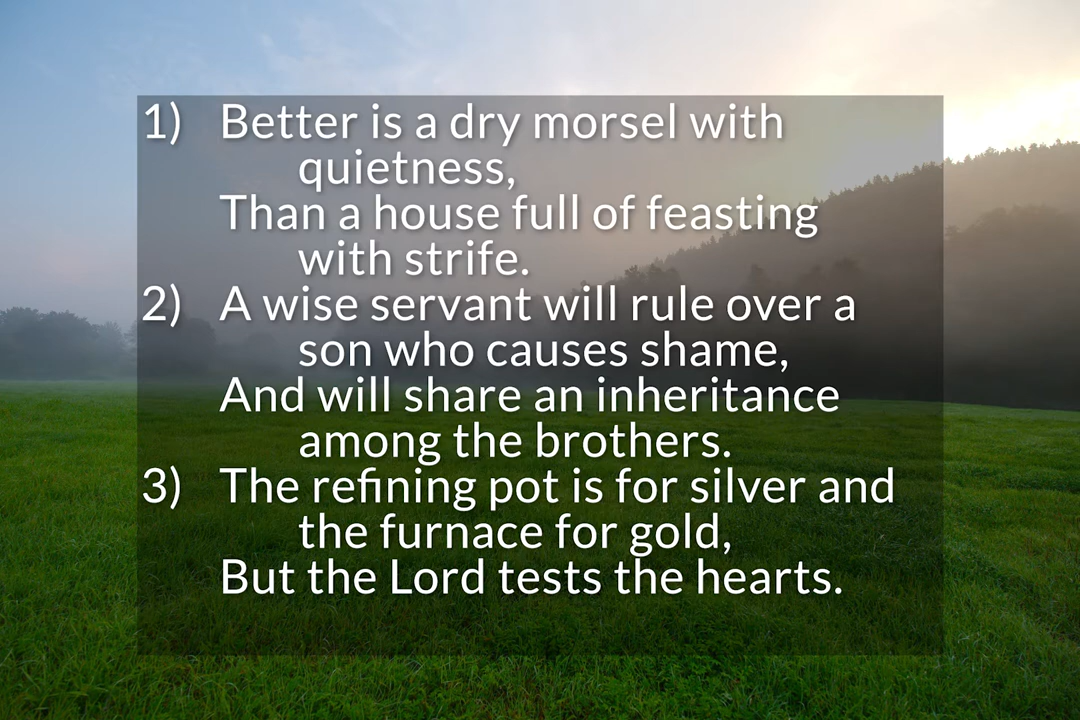 1) Better is a dry morsel with
quietness,
Than a house full of feasting
with strife.
2) A wise servant will rule over a
son who causes shame,
And will share an inheritance
among the brothers.
3) The refining pot is for silver and
the furnace for gold,
But the Lord tests the hearts.